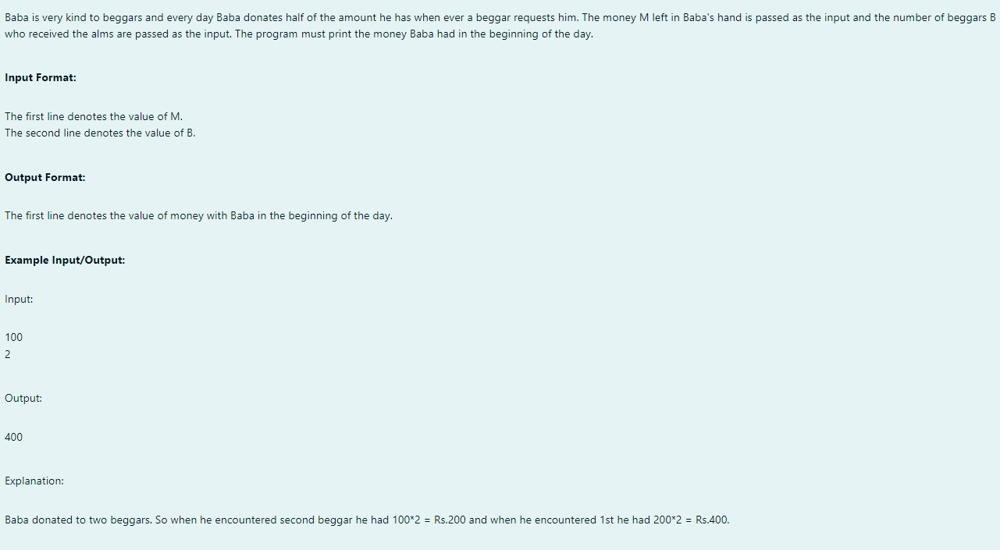 Baba is very kind to beggars and every day Baba donates half of the amount he has when ever a beggar requests him. The money M left in Baba's hand is passed as the input and the number of beggars B
who received the alms are passed as the input. The program must print the money Baba had in the beginning of the day.
Input Format:
The first line denotes the value of M.
The second line denotes the value of B.
Output Format:
The first line denotes the value of money with Baba in the beginning of the day.
Example Input/Output:
Input:
100
2
Output:
400
Explanation:
Baba donated to two beggars. So when he encountered second beggar he had 100*2 = Rs.200 and when he encountered 1st he had 200*2 = Rs.400.